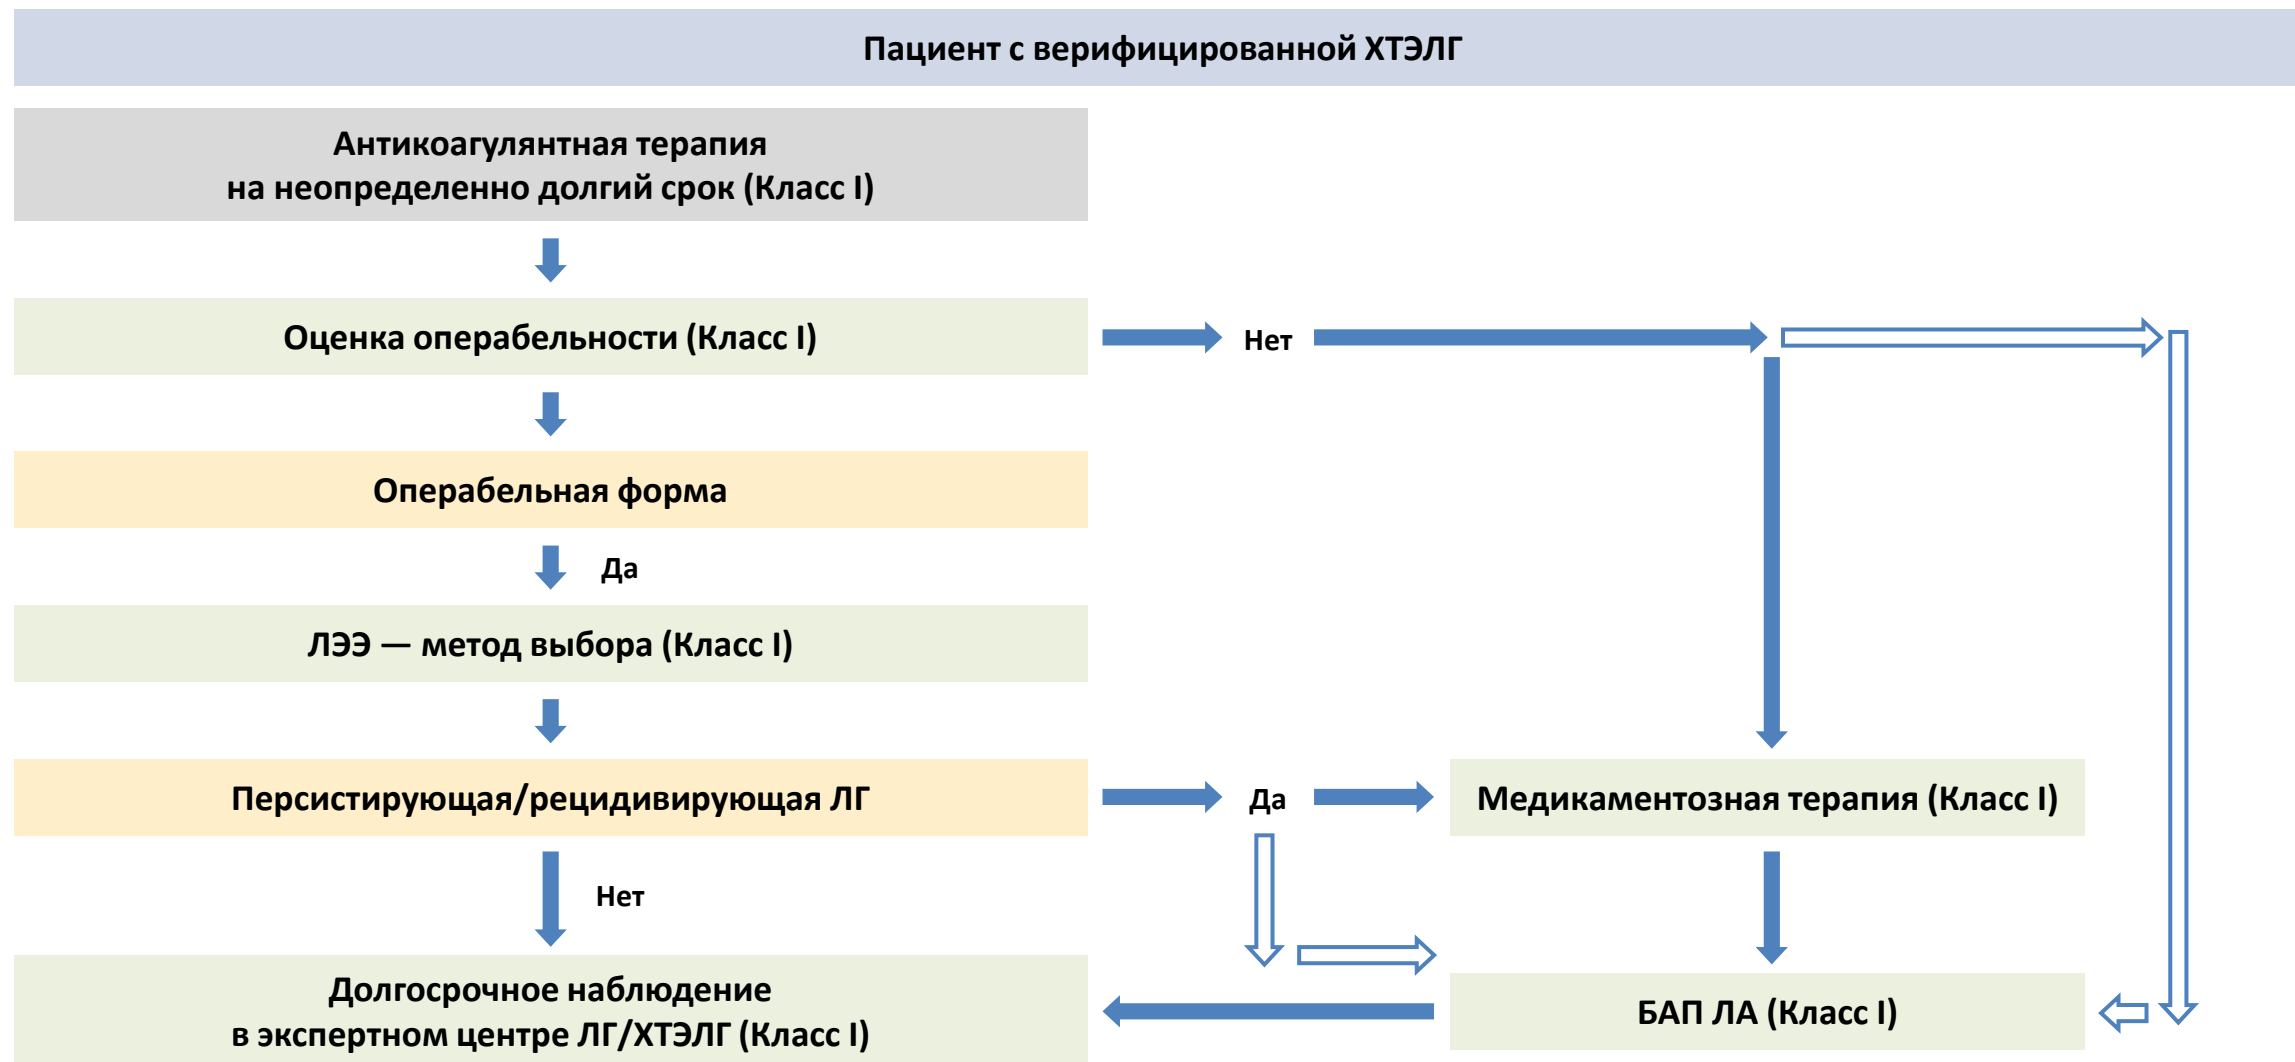 Пациент с верифицированной ХТЭЛГ
Антикоагулянтная терапия
на неопределенно долгий срок (Класс I)
Оценка операбельности (Класс I)
Нет
Операбельная форма
Да
ЛЭЭ — метод выбора (Класс I)
Персистирующая/рецидивирующая ЛГ
Да
Медикаментозная терапия (Класс I)
Нет
Долгосрочное наблюдение
в экспертном центре ЛГ/ХТЭЛГ (Класс I)
БАП ЛА (Класс I)